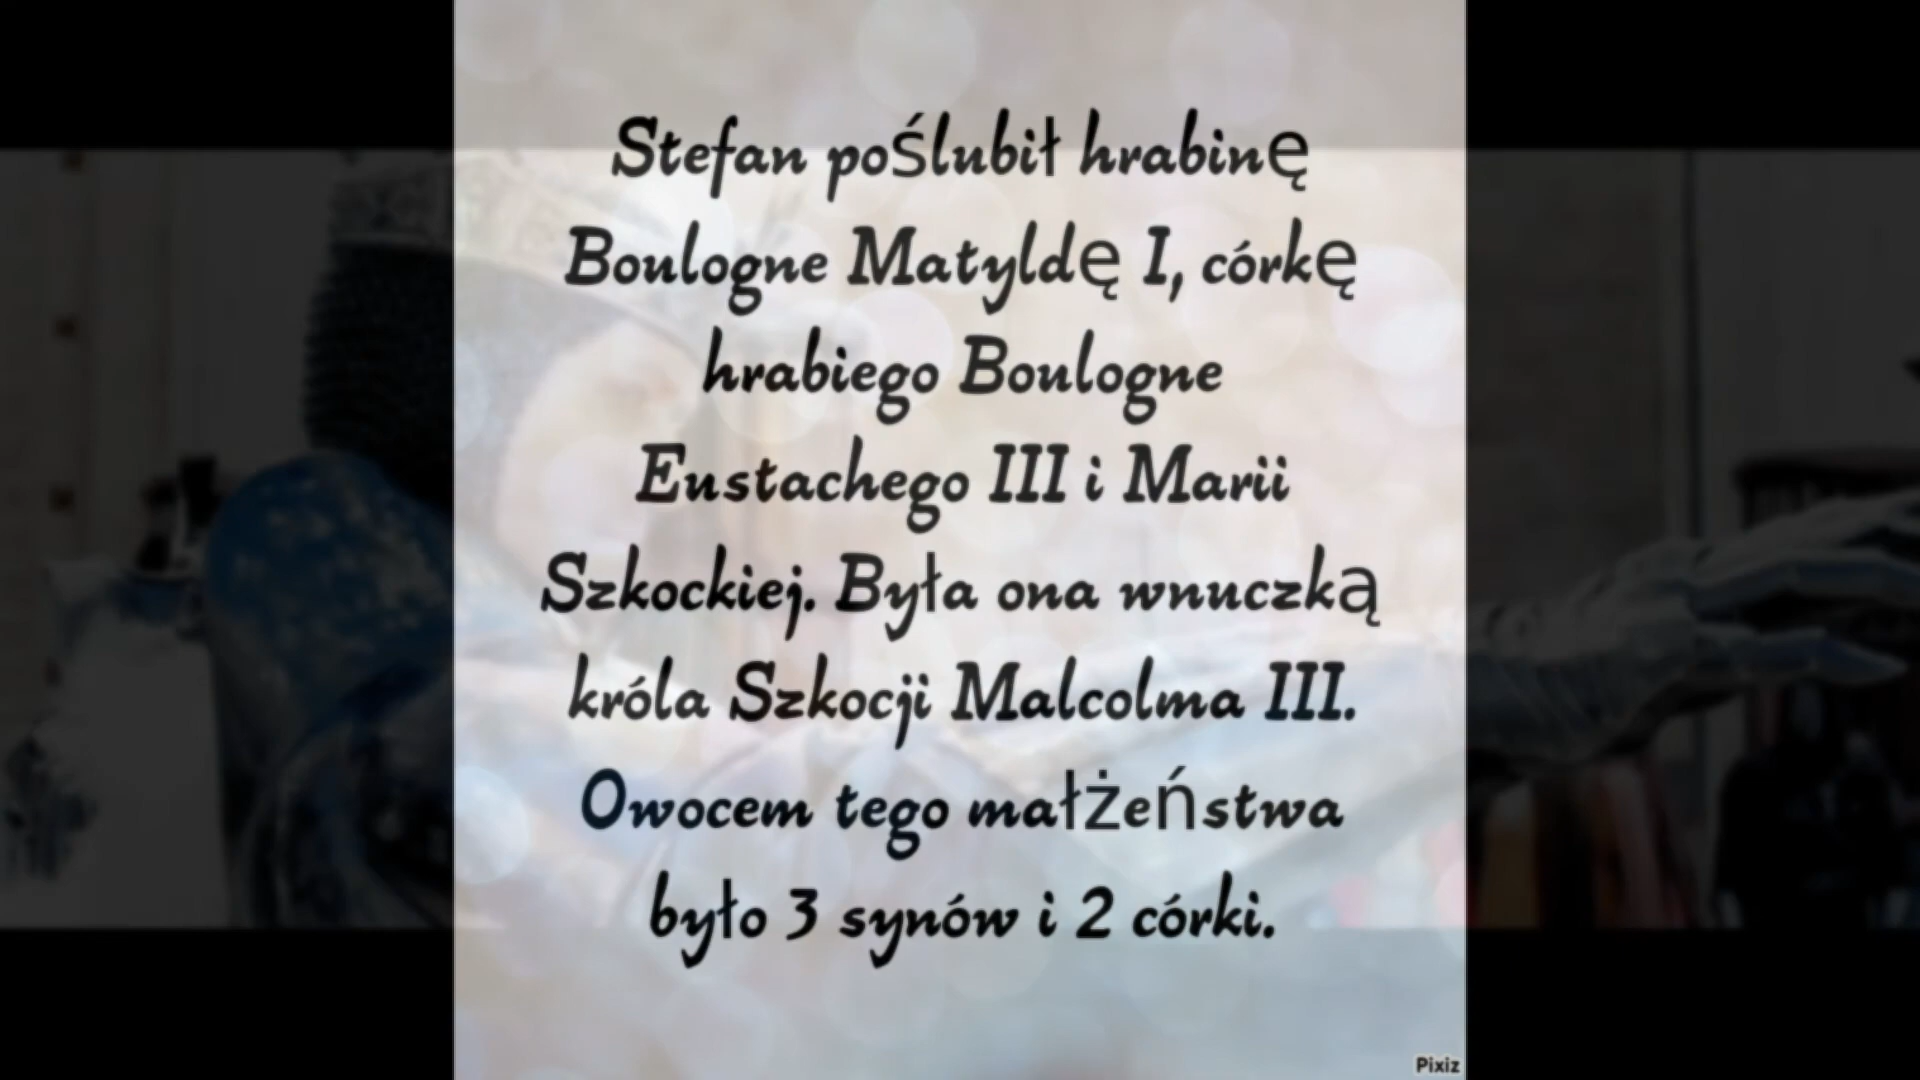 Stefan poślubił hrabinę
Boulogne Matyldę I, córkę
hrabiego Boulogne
Eustachego III i Marii
Szkockiej. Była ona wnuczką
króla Szkocji Malcolma III.
Owocem tego małżeństwa
było 3 synów i 2 córki.
Pixiz